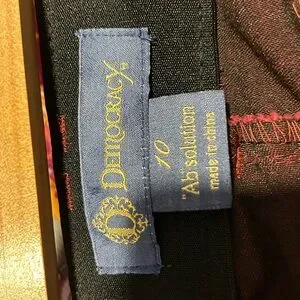 DEMOCRACY
D
10
"Ab"solution
made in china